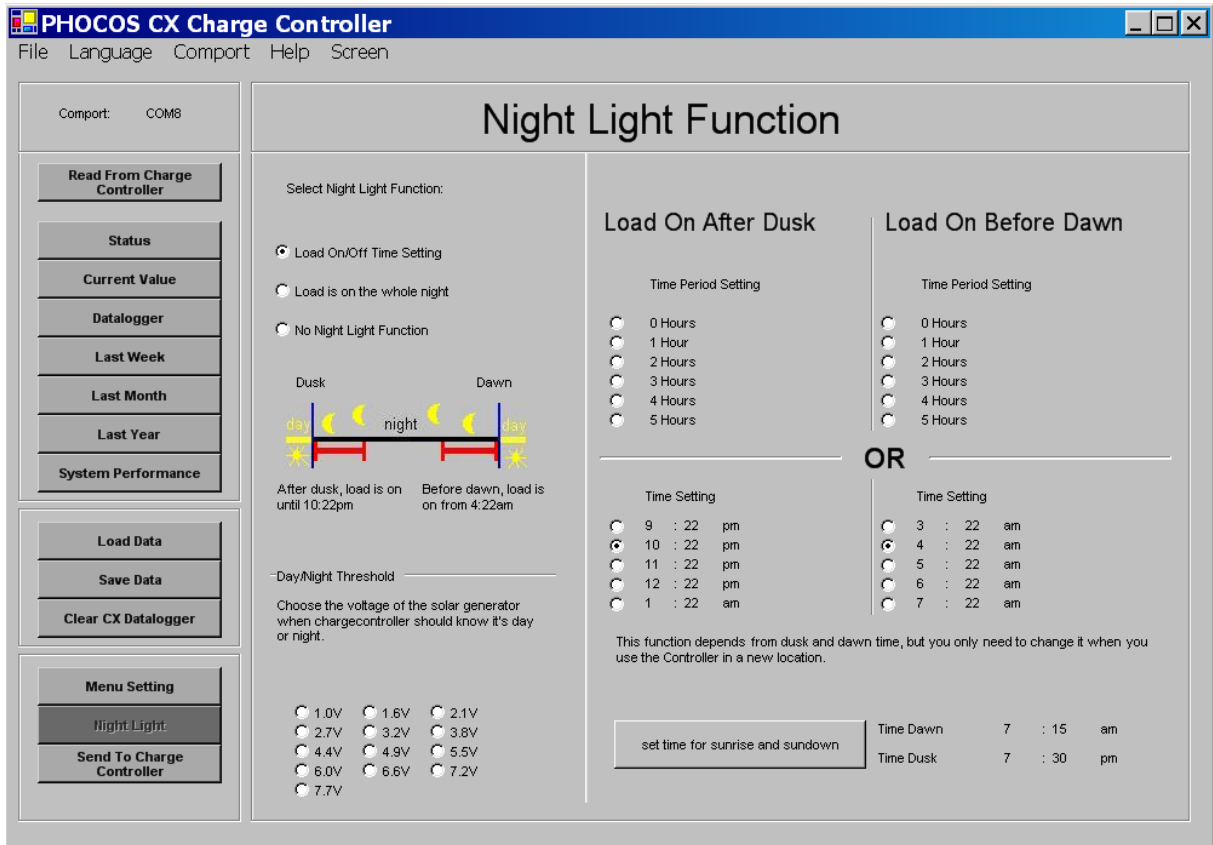 PHOCOS CX Charge Controller
File Language Comport Help Screen
Comport: COM8
Night Light Function
Read From Charge
Controller
Status
Current Value
Datalogger
Last Week
Last Month
Last Year
System Performance
Load Data
Save Data
Clear CX Datalogger
Menu Setting
Night Light
Send To Charge
Controller
Select Night Light Function:
Load On/Off Time Setting
Load is on the whole night
No Night Light Function
Dusk Dawn
day night day
After dusk, load is on
until 10:22pm
Before dawn, load is
on from 4:22am
Day/Night Threshold
Choose the voltage of the solar generator
when chargecontroller should know it's day
or night.
1.0V 1.6V 2.1V
2.7V 3.2V 3.8V
4.4V 4.9V 5.5V
6.0V 6.6V 7.2V
7.7V
Load On After Dusk
Time Period Setting
0 Hours
1 Hour
2 Hours
3 Hours
4 Hours
5 Hours
Load On Before Dawn
Time Period Setting
0 Hours
1 Hour
2 Hours
3 Hours
4 Hours
5 Hours
OR
Time Setting
9 : 22 pm
10 : 22 pm
11 : 22 pm
12 : 22 pm
1 : 22 am
Time Setting
3 : 22 am
4 : 22 am
5 : 22 am
6 : 22 am
7 : 22 am
This function depends from dusk and dawn time, but you only need to change it when you
use the Controller in a new location.
set time for sunrise and sundown
Time Dawn 7 : 15 am
Time Dusk 7 : 30 pm